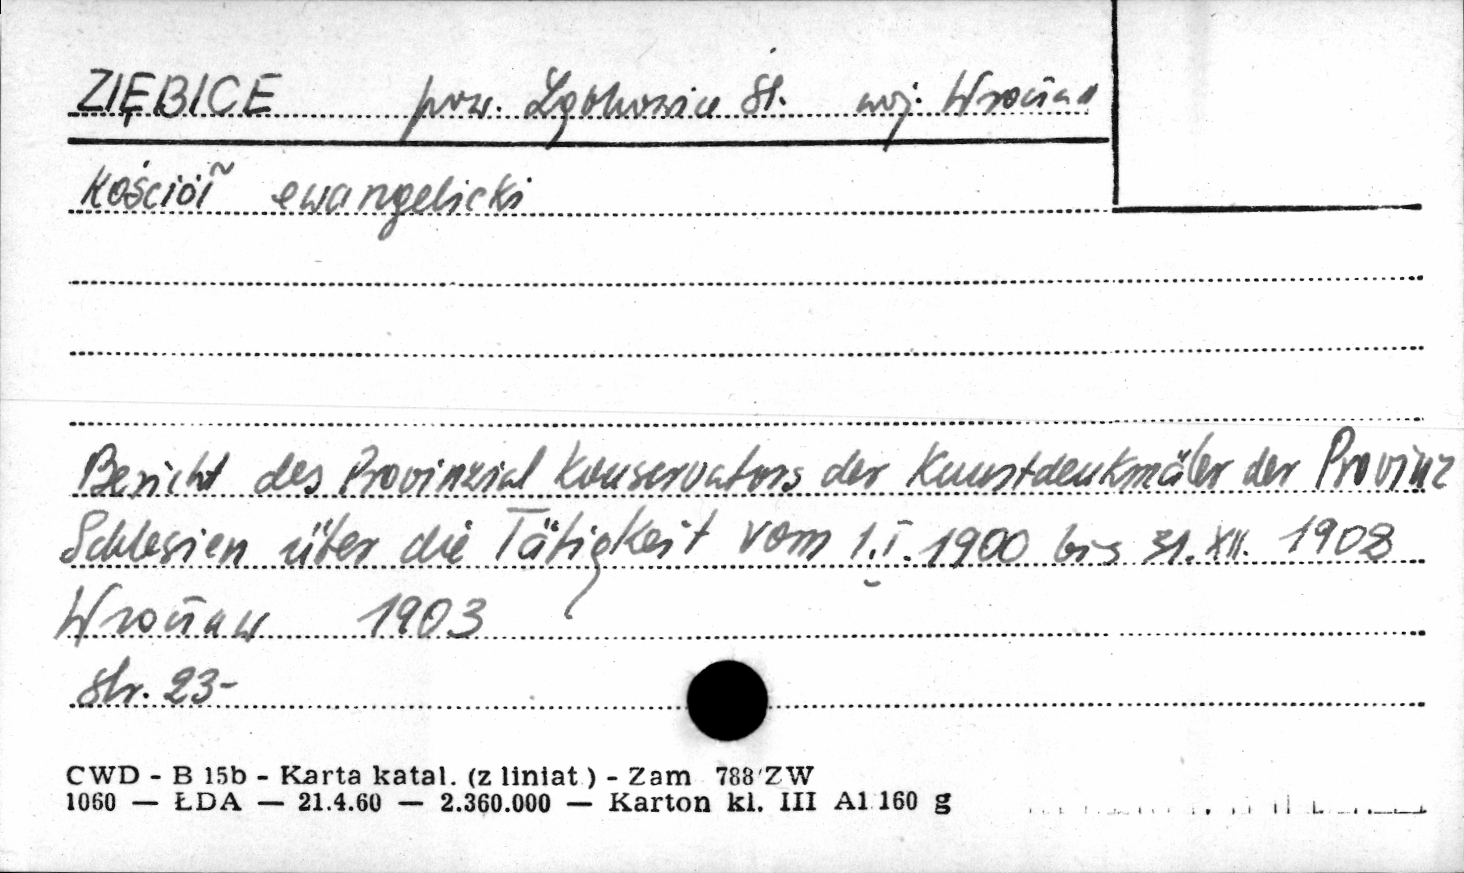 ZIĘBICE pow. Ząbkowice Śl. woj. Wrocław
Kościół ewangelicki
Bericht des Provinzial Konservators der Kunstdenkmäler der Provinz
Schlesien über die Tätigkeit vom 1.I.1900 bis 31.XII. 1902
Wrocław 1903
str. 23-
CWD - B 15b - Karta katal. (z liniat.) - Zam 788/ZW
1060 — ŁDA — 21.4.60 — 2.360.000 — Karton kl. III A1 160 g